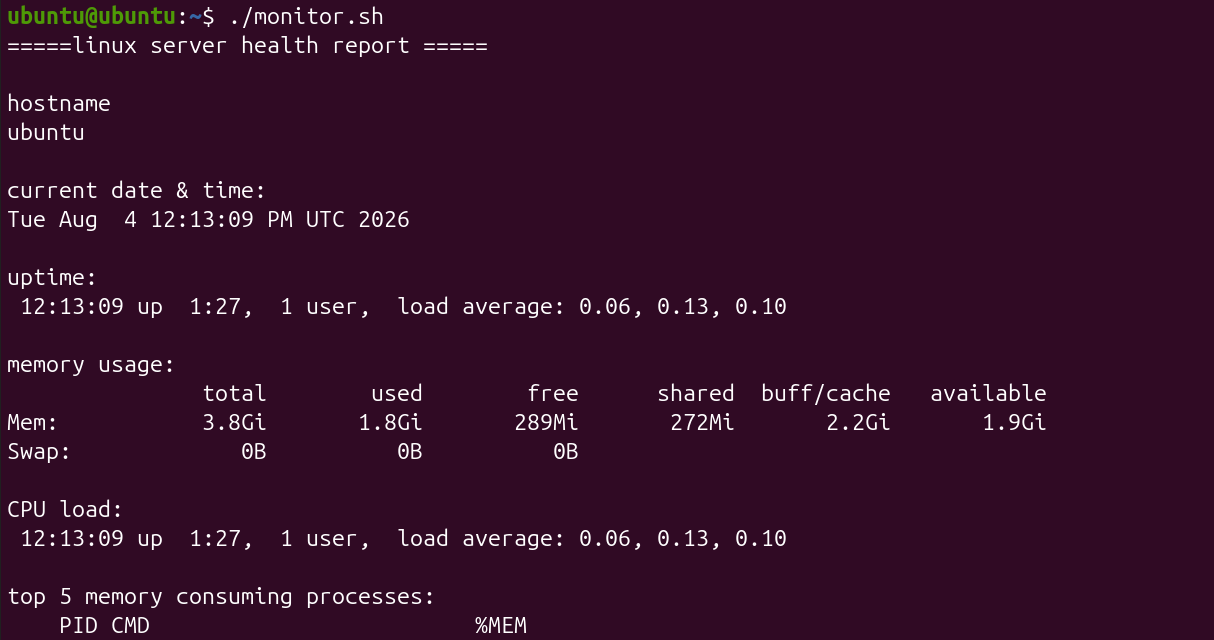 ubuntu@ubuntu:~$ ./monitor.sh
=====linux server health report =====
hostname
ubuntu
current date & time:
Tue Aug  4 12:13:09 PM UTC 2026
uptime:
 12:13:09 up  1:27,  1 user,  load average: 0.06, 0.13, 0.10
memory usage:
               total        used        free      shared  buff/cache   available
Mem:           3.8Gi       1.8Gi       289Mi       272Mi       2.2Gi       1.9Gi
Swap:             0B          0B          0B
CPU load:
 12:13:09 up  1:27,  1 user,  load average: 0.06, 0.13, 0.10
top 5 memory consuming processes:
    PID CMD                         %MEM